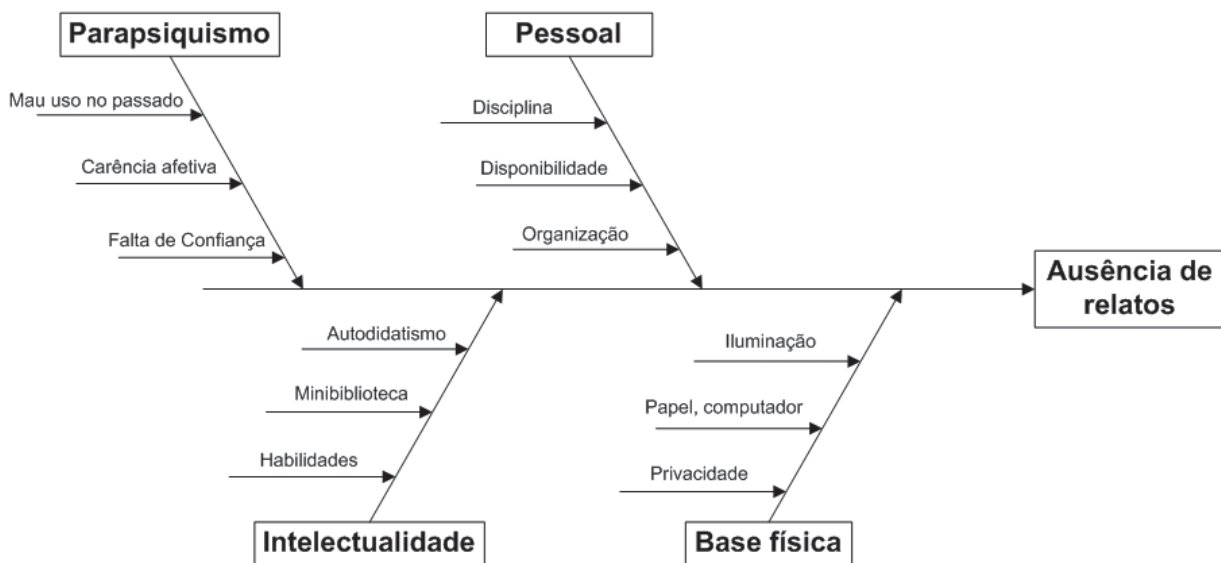 Parapsiquismo
Mau uso no passado
Carência afetiva
Falta de Confiança
Pessoal
Disciplina
Disponibilidade
Organização
Ausência de
relatos
Autodidatismo
Minibiblioteca
Habilidades
Intelectualidade
Iluminação
Papel, computador
Privacidade
Base física